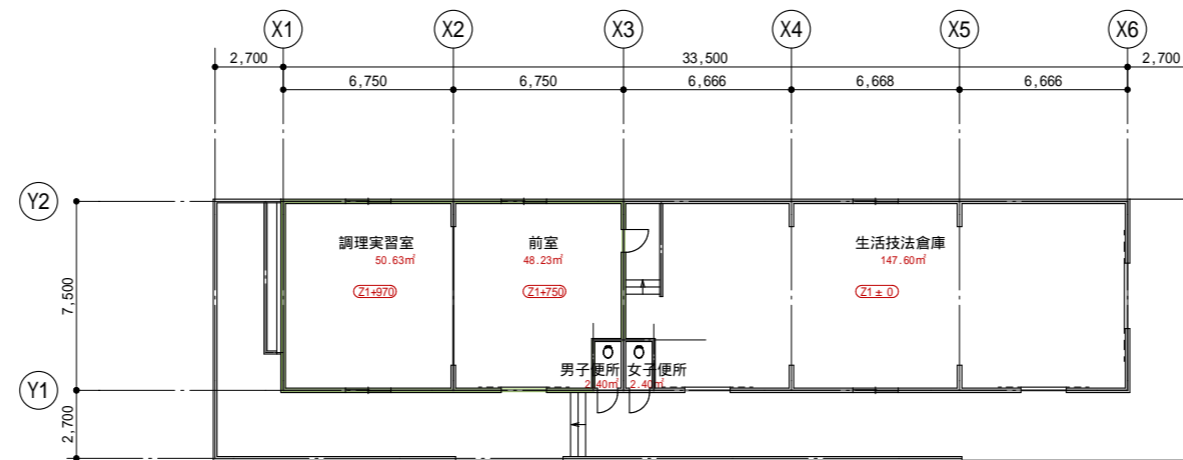 X1 X2 X3 X4 X5 X6
2,700 33,500 2,700
6,750 6,750 6,666 6,668 6,666
Y2
調理実習室 前室 生活技法倉庫
50.63㎡ 48.23㎡ 147.60㎡
Z1+970 Z1+750 Z1±0
7,500
男子便所 女子便所
2.40㎡ 2.40㎡
Y1
2,700